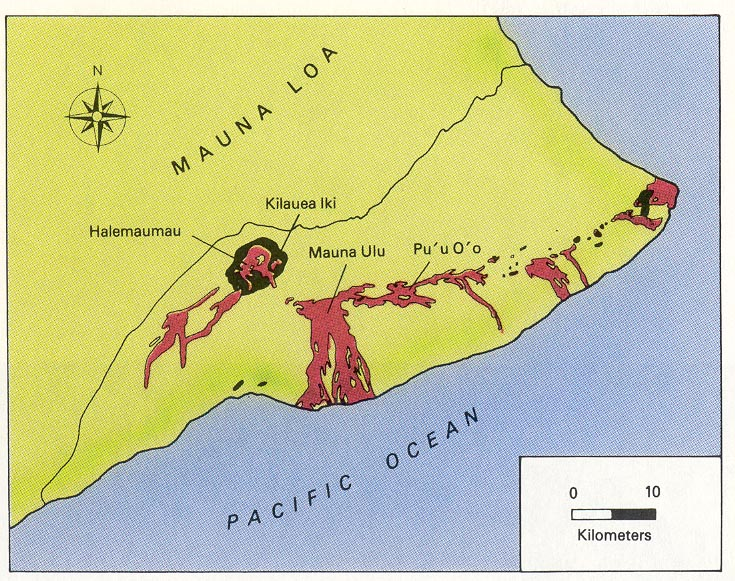 N
MAUNA LOA
Kilauea Iki
Halemaumau
Mauna Ulu
Pu'u O'o
PACIFIC OCEAN
0 10
Kilometers